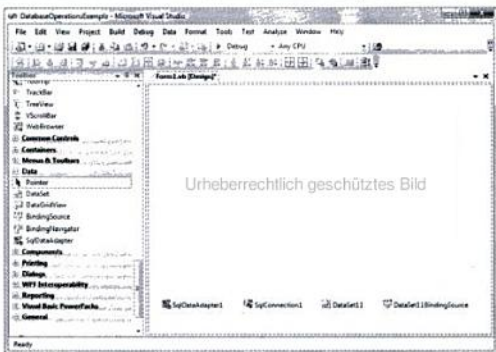 DatabaseOperationsExample - Microsoft Visual Studio
File Edit View Project Build Debug Data Format Tools Test Analyze Window Help
Debug Any CPU
Toolbox
Form1.vb [Design]*
TrackBar
TreeView
VScrollBar
WebBrowser
Common Controls
Containers
Menus & Toolbars
Data
Pointer
DataSet
DataGridView
BindingSource
BindingNavigator
SqlDataAdapter
Components
Printing
Dialogs
WPF Interoperability
Reporting
Visual Basic PowerPacks
General
Urheberrechtlich geschütztes Bild
SqlDataAdapter1 SqlConnection1 DataSet11 DataSet11BindingSource
Ready